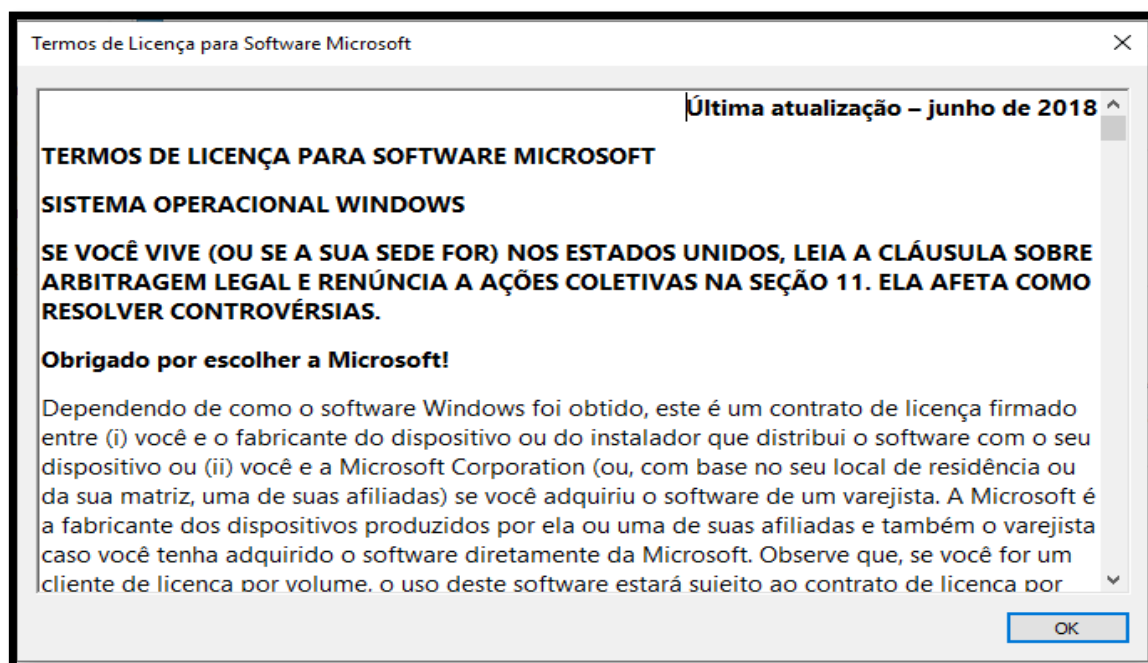 Termos de Licença para Software Microsoft
Última atualização – junho de 2018
TERMOS DE LICENÇA PARA SOFTWARE MICROSOFT
SISTEMA OPERACIONAL WINDOWS
SE VOCÊ VIVE (OU SE A SUA SEDE FOR) NOS ESTADOS UNIDOS, LEIA A CLÁUSULA SOBRE
ARBITRAGEM LEGAL E RENÚNCIA A AÇÕES COLETIVAS NA SEÇÃO 11. ELA AFETA COMO
RESOLVER CONTROVÉRSIAS.
Obrigado por escolher a Microsoft!
Dependendo de como o software Windows foi obtido, este é um contrato de licença firmado
entre (i) você e o fabricante do dispositivo ou do instalador que distribui o software com o seu
dispositivo ou (ii) você e a Microsoft Corporation (ou, com base no seu local de residência ou
da sua matriz, uma de suas afiliadas) se você adquiriu o software de um varejista. A Microsoft é
a fabricante dos dispositivos produzidos por ela ou uma de suas afiliadas e também o varejista
caso você tenha adquirido o software diretamente da Microsoft. Observe que, se você for um
cliente de licença por volume, o uso deste software estará sujeito ao contrato de licença por
OK